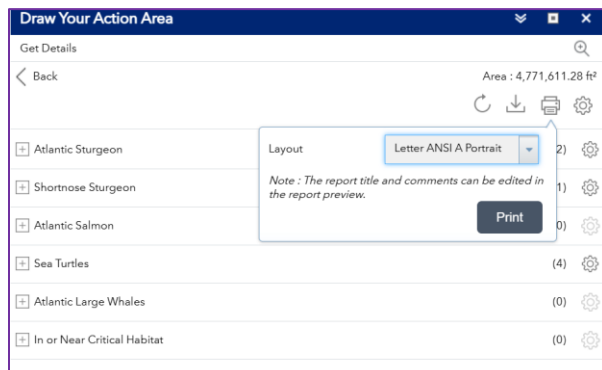 Draw Your Action Area
Get Details
Back
Area : 4,771,611.28 ft²
Layout
Letter ANSI A Portrait
Note : The report title and comments can be edited in
the report preview.
Print
Atlantic Sturgeon 2)
Shortnose Sturgeon 1)
Atlantic Salmon 0)
Sea Turtles (4)
Atlantic Large Whales (0)
In or Near Critical Habitat (0)